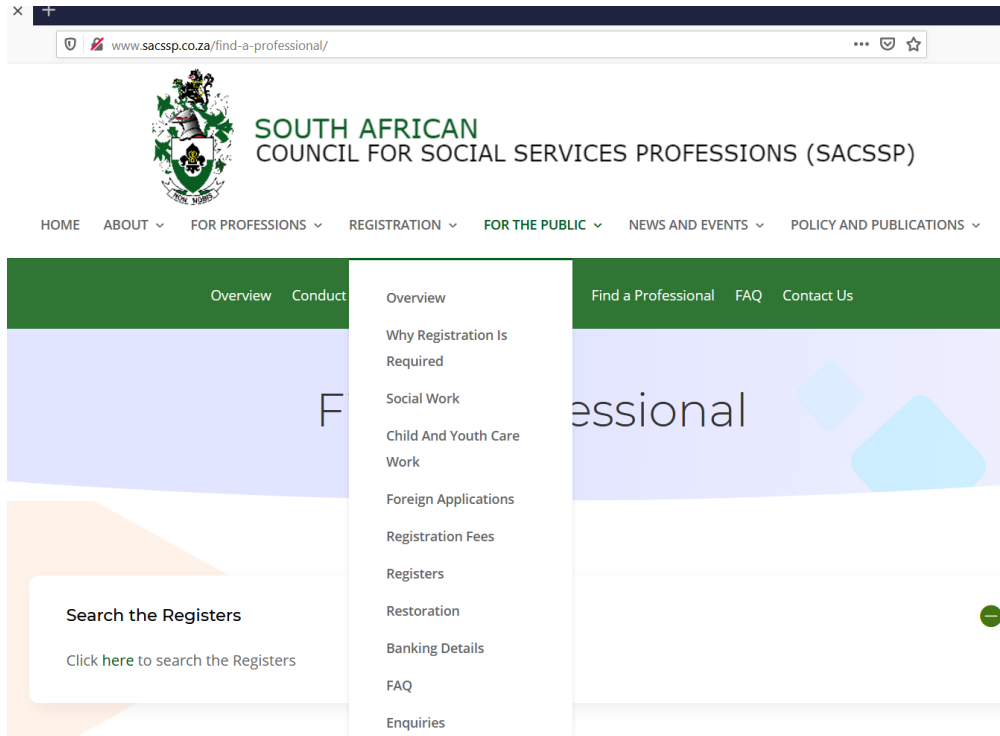 www.sacssp.co.za/find-a-professional/
SOUTH AFRICAN
COUNCIL FOR SOCIAL SERVICES PROFESSIONS (SACSSP)
NON NOBIS
HOME ABOUT FOR PROFESSIONS REGISTRATION FOR THE PUBLIC NEWS AND EVENTS POLICY AND PUBLICATIONS
Overview Conduct Find a Professional FAQ Contact Us
Overview
Why Registration Is
Required
Social Work
Child And Youth Care
Work
Foreign Applications
Registration Fees
Registers
Restoration
Banking Details
FAQ
Enquiries
F essional
Search the Registers
Click here to search the Registers